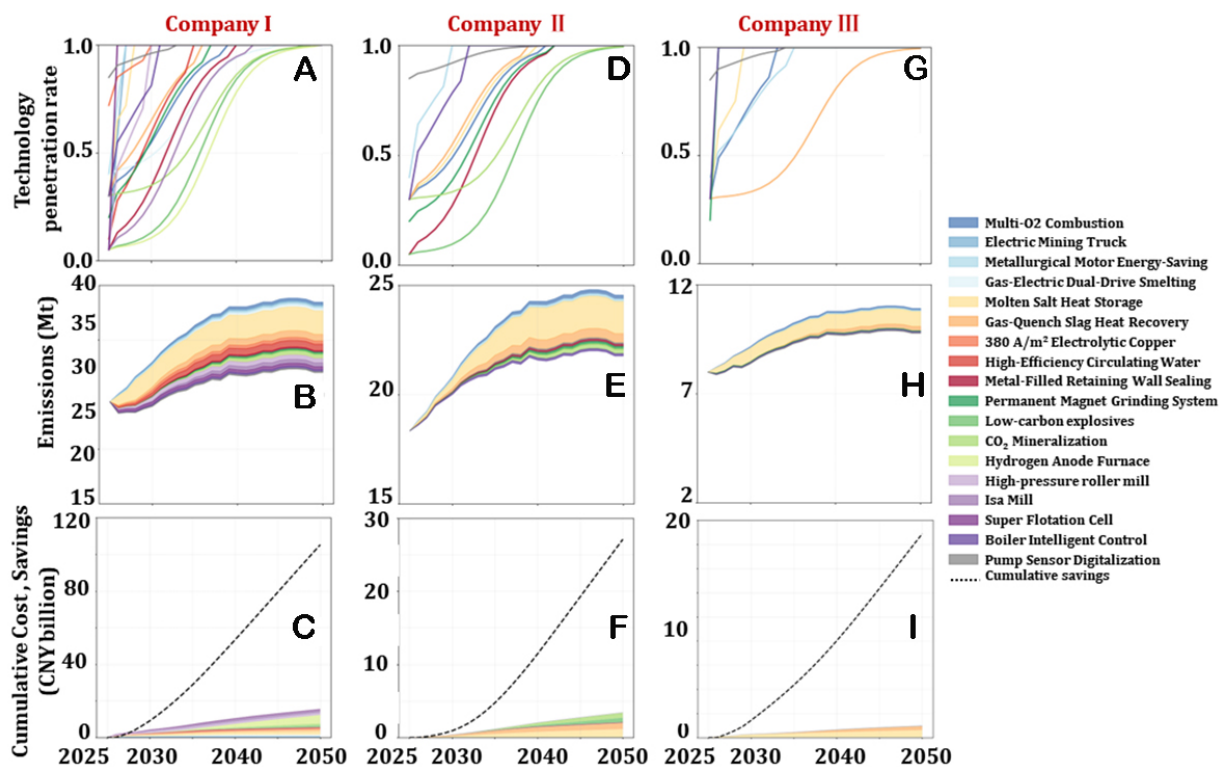 Company I
Company II
Company III
Technology
penetration rate
1.0
0.5
0.0
A
1.0
0.5
0.0
D
1.0
0.5
0.0
G
Emissions (Mt)
40
35
30
25
20
15
B
25
20
15
E
12
7
2
H
Cumulative Cost, Savings
(CNY billion)
120
80
40
0
C
30
20
10
0
F
20
10
0
I
2025 2030 2040 2050
2025 2030 2040 2050
2025 2030 2040 2050
Multi-O2 Combustion
Electric Mining Truck
Metallurgical Motor Energy-Saving
Gas-Electric Dual-Drive Smelting
Molten Salt Heat Storage
Gas-Quench Slag Heat Recovery
380 A/m² Electrolytic Copper
High-Efficiency Circulating Water
Metal-Filled Retaining Wall Sealing
Permanent Magnet Grinding System
Low-carbon explosives
CO₂ Mineralization
Hydrogen Anode Furnace
High-pressure roller mill
Isa Mill
Super Flotation Cell
Boiler Intelligent Control
Pump Sensor Digitalization
Cumulative savings